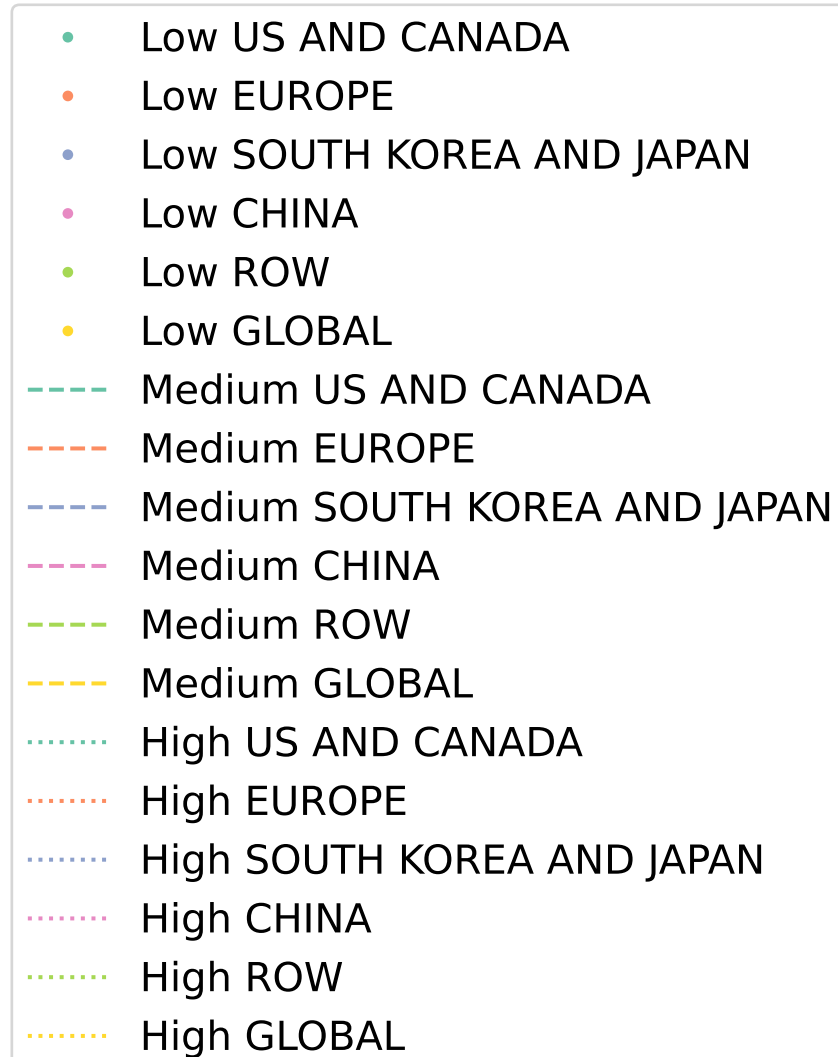 Low US AND CANADA
Low EUROPE
Low SOUTH KOREA AND JAPAN
Low CHINA
Low ROW
Low GLOBAL
Medium US AND CANADA
Medium EUROPE
Medium SOUTH KOREA AND JAPAN
Medium CHINA
Medium ROW
Medium GLOBAL
High US AND CANADA
High EUROPE
High SOUTH KOREA AND JAPAN
High CHINA
High ROW
High GLOBAL